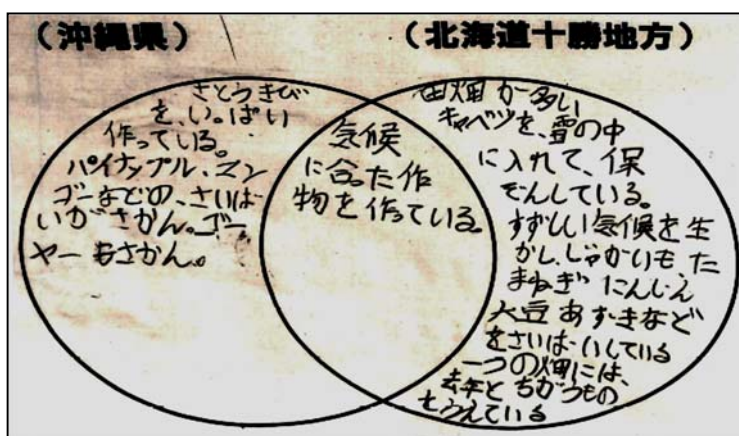 （沖縄県）
（北海道十勝地方）
さとうきび
を、いっぱい
作っている。
パイナップル、マン
ゴーなどの、さいば
いがさかん。ゴー
ヤーもさかん。
気候
に合った作
物を作っている。
田畑が多い
キャベツを、雪の中
に入れて、保
ぞんしている。
すずしい気候を生
かし、じゃがいも、た
まねぎ にんじん
大豆 あずきなど
をさいばいしている
一つの畑には、
去年とちがうもの
をうえている